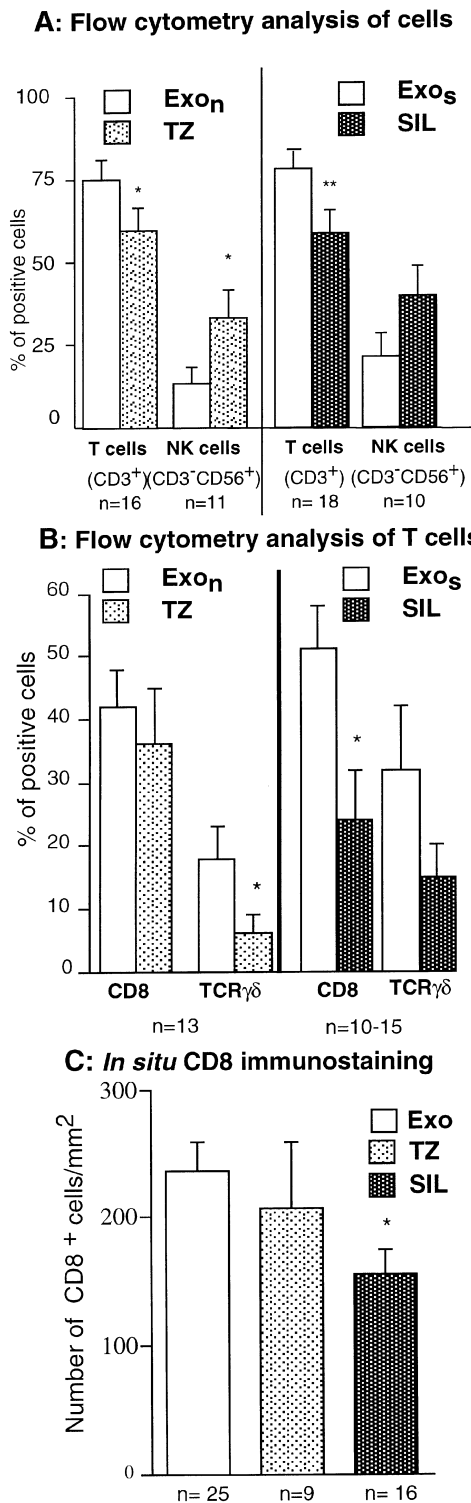 A: Flow cytometry analysis of cells
Exon
TZ
Exos
SIL
% of positive cells
100
75
50
25
0
*
*
**
T cells
NK cells
T cells
NK cells
(CD3+)(CD3-CD56+)
(CD3+)
(CD3-CD56+)
n=16
n=11
n= 18
n=10
B: Flow cytometry analysis of T cells
Exon
TZ
Exos
SIL
% of positive cells
60
50
40
30
20
10
0
*
*
CD8
TCRγδ
CD8
TCRγδ
n=13
n=10-15
C: In situ CD8 immunostaining
Exo
TZ
SIL
Number of CD8 + cells/mm2
300
200
100
0
*
n= 25
n=9
n= 16